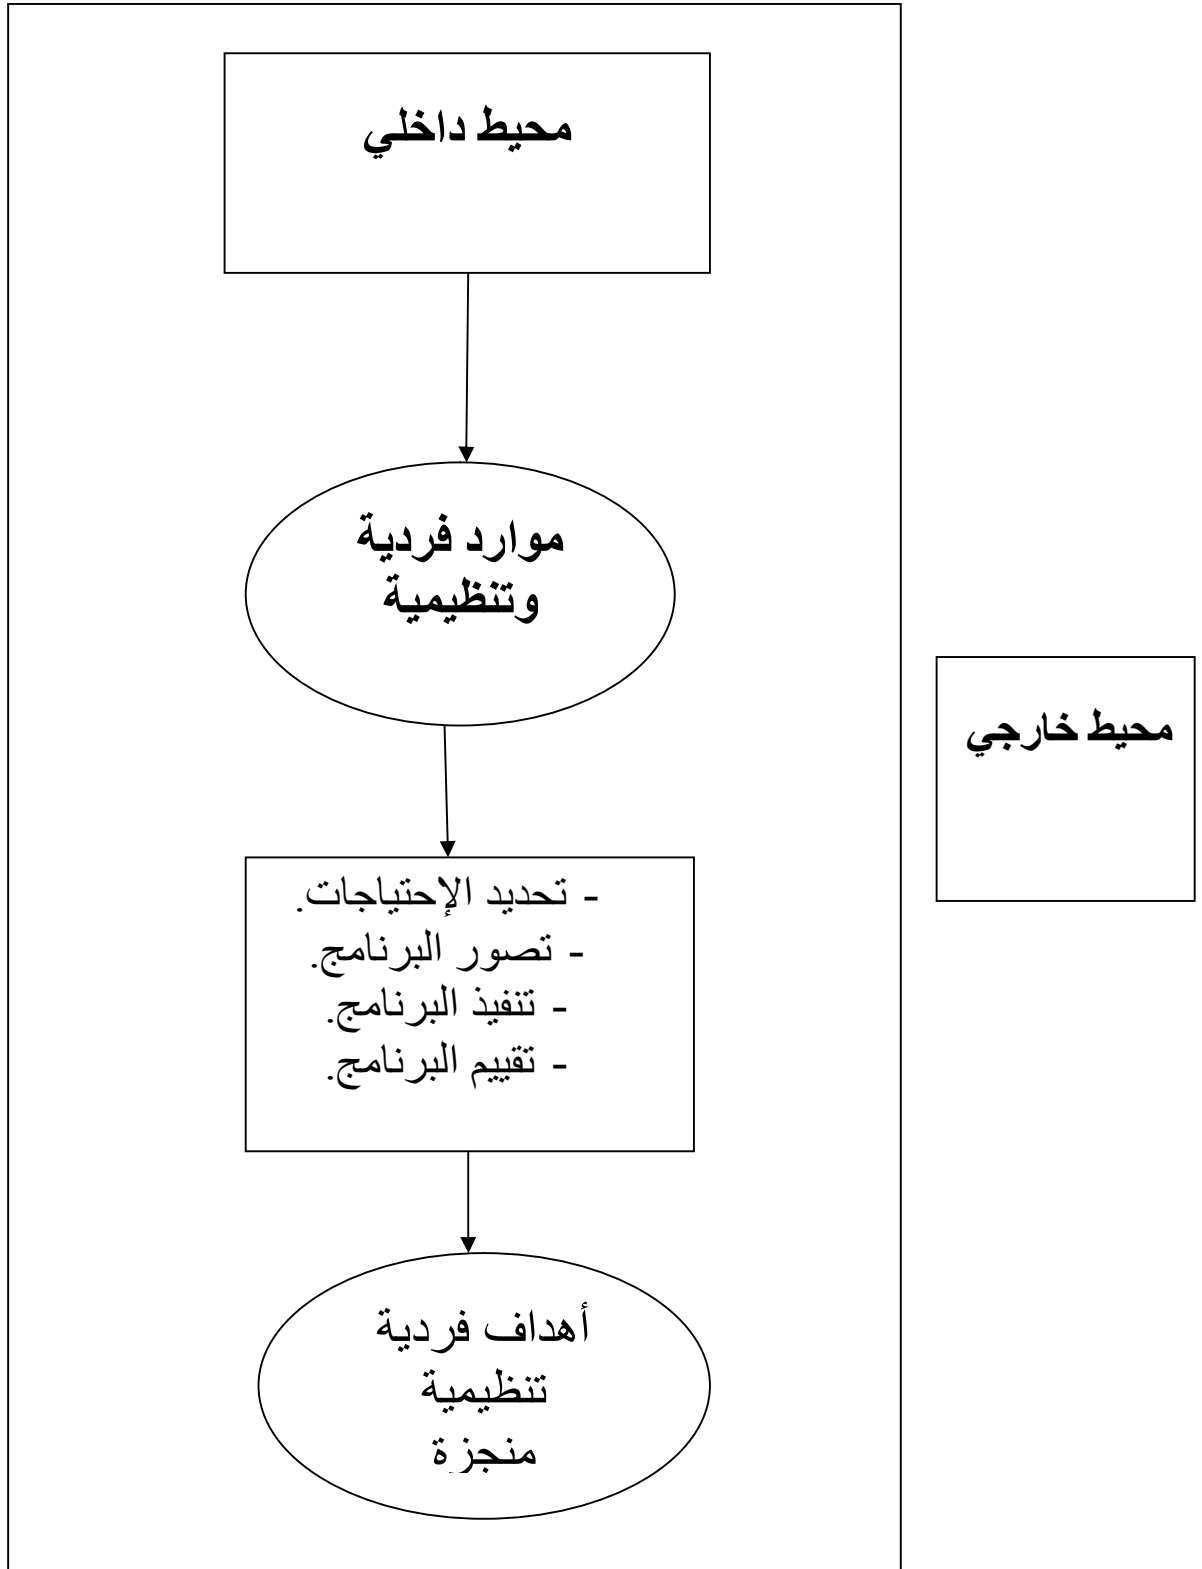 محيط داخلي
موارد فردية
وتنظيمية
محيط خارجي
- تحديد الإحتياجات.
- تصور البرنامج.
- تنفيذ البرنامج.
- تقييم البرنامج.
أهداف فردية
تنظيمية
منجزة